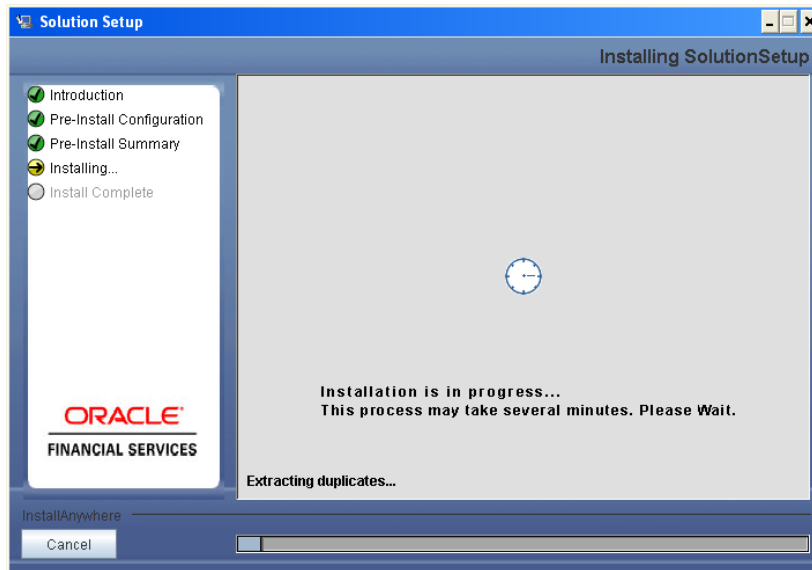 Solution Setup
Installing SolutionSetup
Introduction
Pre-Install Configuration
Pre-Install Summary
Installing...
Install Complete
Installation is in progress...
This process may take several minutes. Please Wait.
ORACLE
FINANCIAL SERVICES
Extracting duplicates...
InstallAnywhere
Cancel